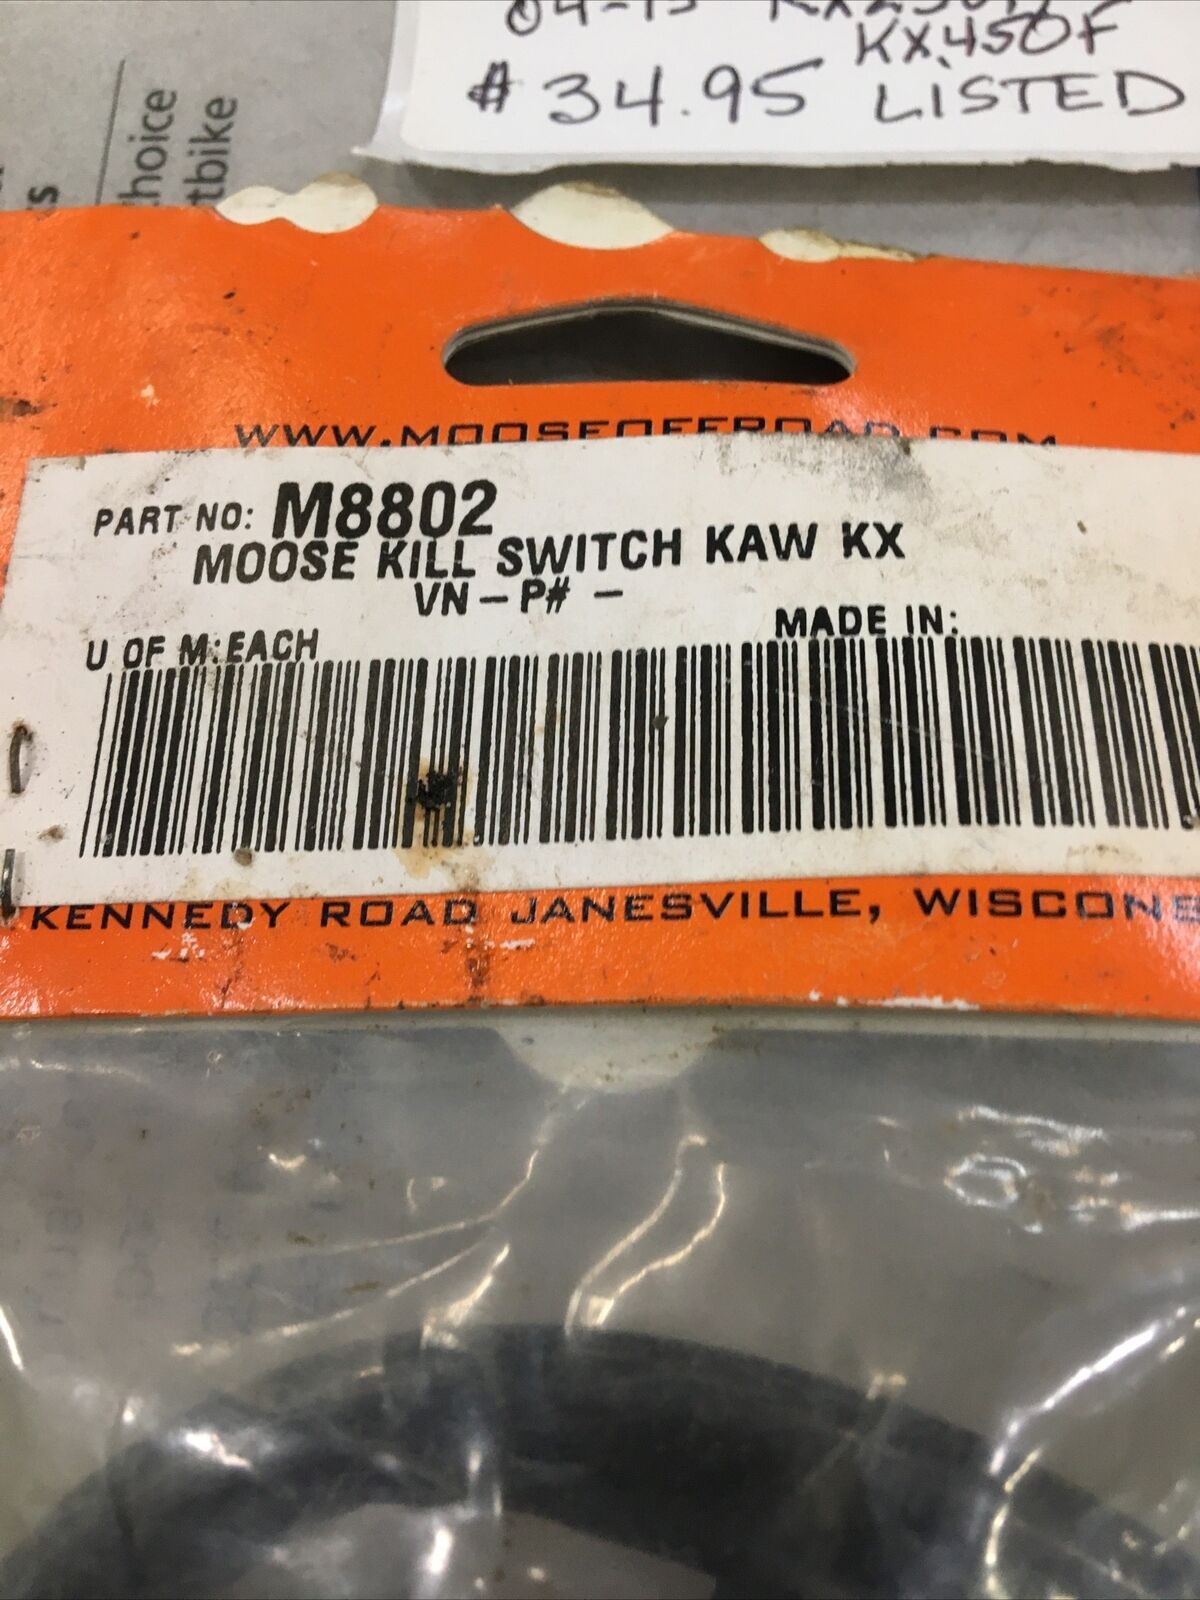 KX450F
$34.95 LISTED
hoice
tbike
WWW.MOOSEOFFROAD.COM
PART NO: M8802
MOOSE KILL SWITCH KAW KX
VN-P# -
U OF M:EACH
MADE IN:
KENNEDY ROAD JANESVILLE, WISCONS